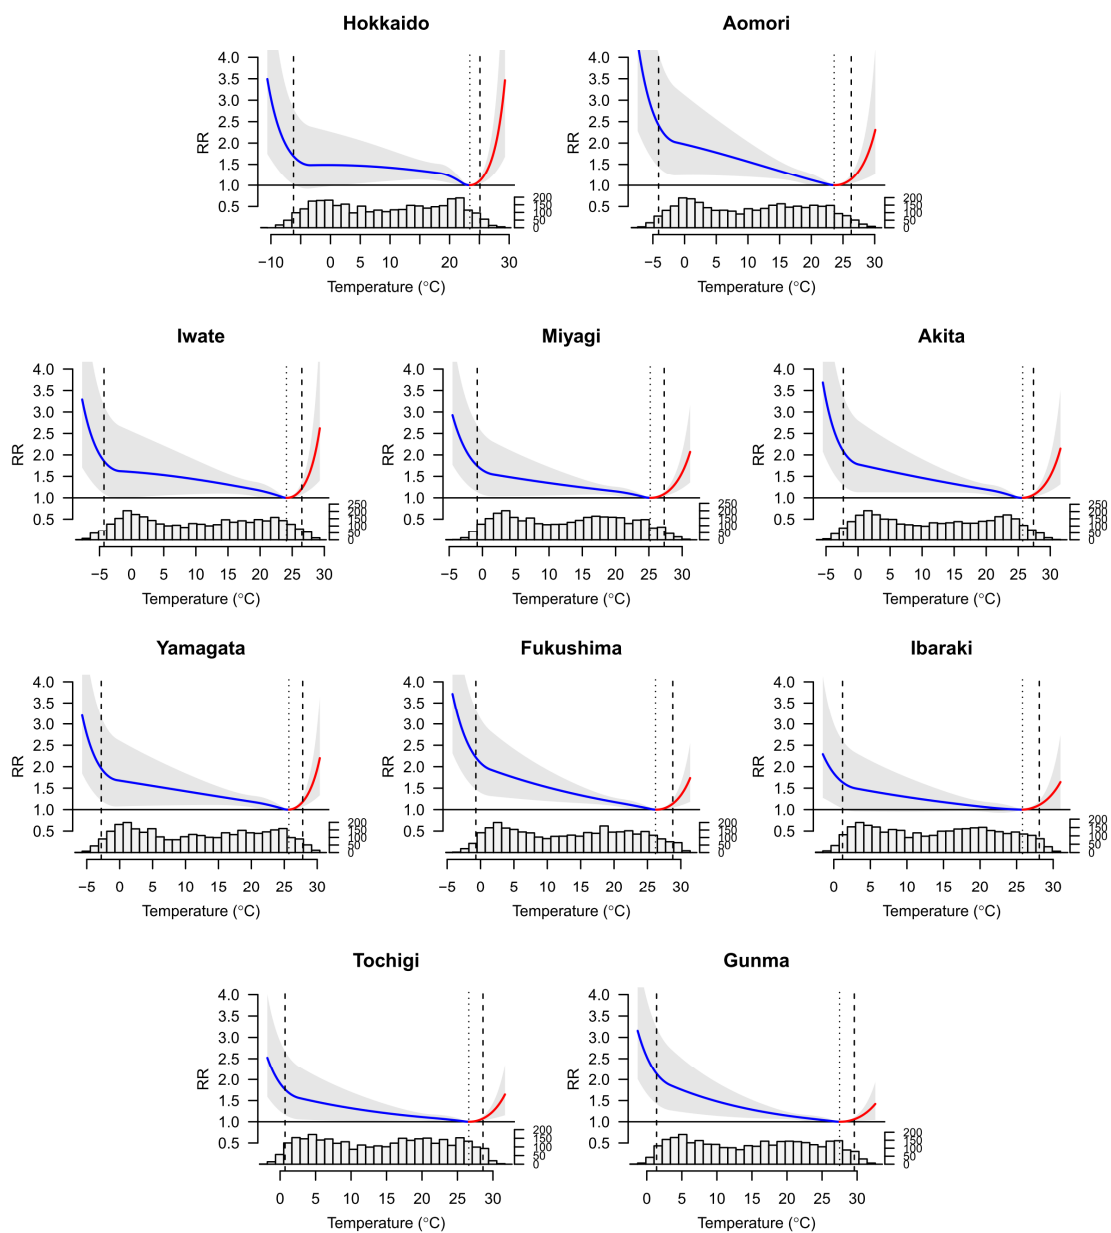 Hokkaido Aomori
RR 4.0 3.5 3.0 2.5 2.0 1.5 1.0 0.5 200 150 100 50 0
−10 −5 0 5 10 20 30
Temperature (°C)
RR 4.0 3.5 3.0 2.5 2.0 1.5 1.0 0.5 200 150 100 50 0
−5 0 5 10 15 20 25 30
Temperature (°C)
Iwate Miyagi Akita
RR 4.0 3.5 3.0 2.5 2.0 1.5 1.0 0.5 250 200 150 100 50 0
−5 0 5 10 15 20 25 30
Temperature (°C)
RR 4.0 3.5 3.0 2.5 2.0 1.5 1.0 0.5 250 200 150 100 50 0
−5 0 5 10 15 20 25 30
Temperature (°C)
RR 4.0 3.5 3.0 2.5 2.0 1.5 1.0 0.5 250 200 150 100 50 0
−5 0 5 10 15 20 25 30
Temperature (°C)
Yamagata Fukushima Ibaraki
RR 4.0 3.5 3.0 2.5 2.0 1.5 1.0 0.5 200 150 100 50 0
−5 0 5 10 15 20 25 30
Temperature (°C)
RR 4.0 3.5 3.0 2.5 2.0 1.5 1.0 0.5 200 150 100 50 0
−5 0 5 10 15 20 25 30
Temperature (°C)
RR 4.0 3.5 3.0 2.5 2.0 1.5 1.0 0.5 200 150 100 50 0
0 5 10 15 20 25 30
Temperature (°C)
Tochigi Gunma
RR 4.0 3.5 3.0 2.5 2.0 1.5 1.0 0.5 200 150 100 50 0
0 5 10 15 20 25 30
Temperature (°C)
RR 4.0 3.5 3.0 2.5 2.0 1.5 1.0 0.5 200 150 100 50 0
0 5 10 15 20 25 30
Temperature (°C)